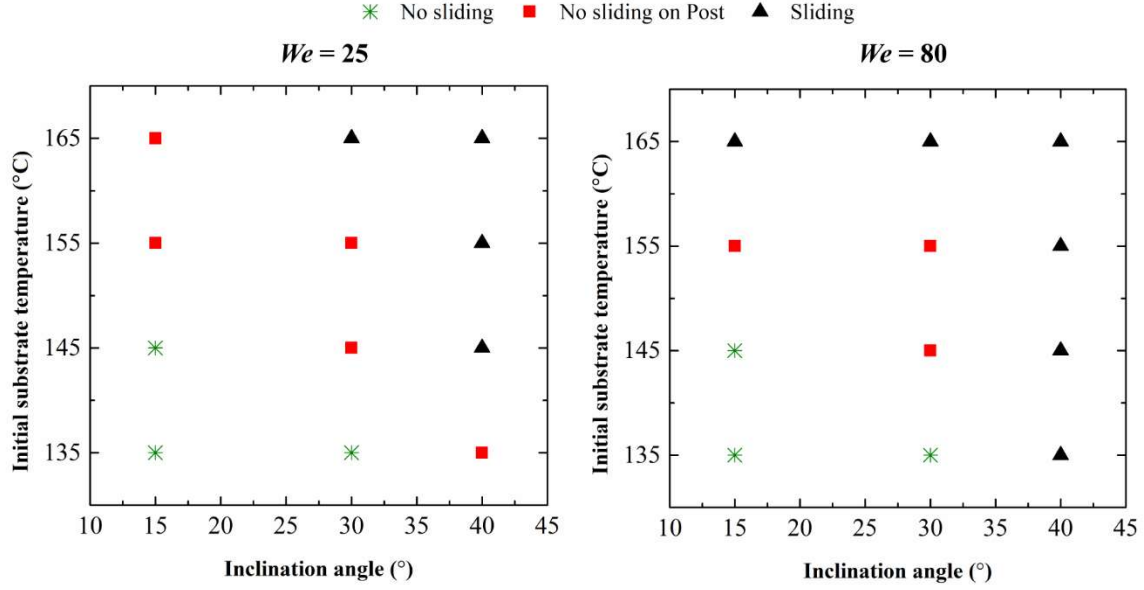 No sliding No sliding on Post Sliding
We = 25
165
155
145
135
10 15 20 25 30 35 40 45
Initial substrate temperature (°C)
Inclination angle (°)
We = 80
165
155
145
135
10 15 20 25 30 35 40 45
Initial substrate temperature (°C)
Inclination angle (°)